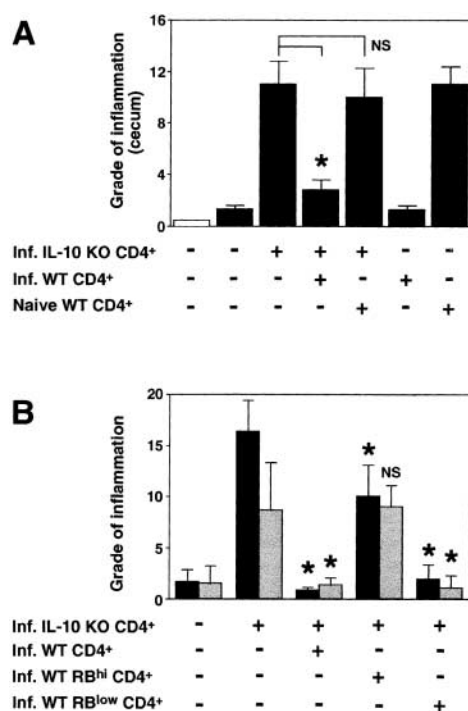 A
Grade of inflammation
(cecum)
16
12
8
4
0
NS
*
Inf. IL-10 KO CD4+ - - + + + - -
Inf. WT CD4+ - - - + - + -
Naive WT CD4+ - - - - + - +
B
Grade of inflammation
20
15
10
5
0
* * * NS * *
Inf. IL-10 KO CD4+ - + + + +
Inf. WT CD4+ - - + - -
Inf. WT RBhi CD4+ - - - + -
Inf. WT RBlow CD4+ - - - - +